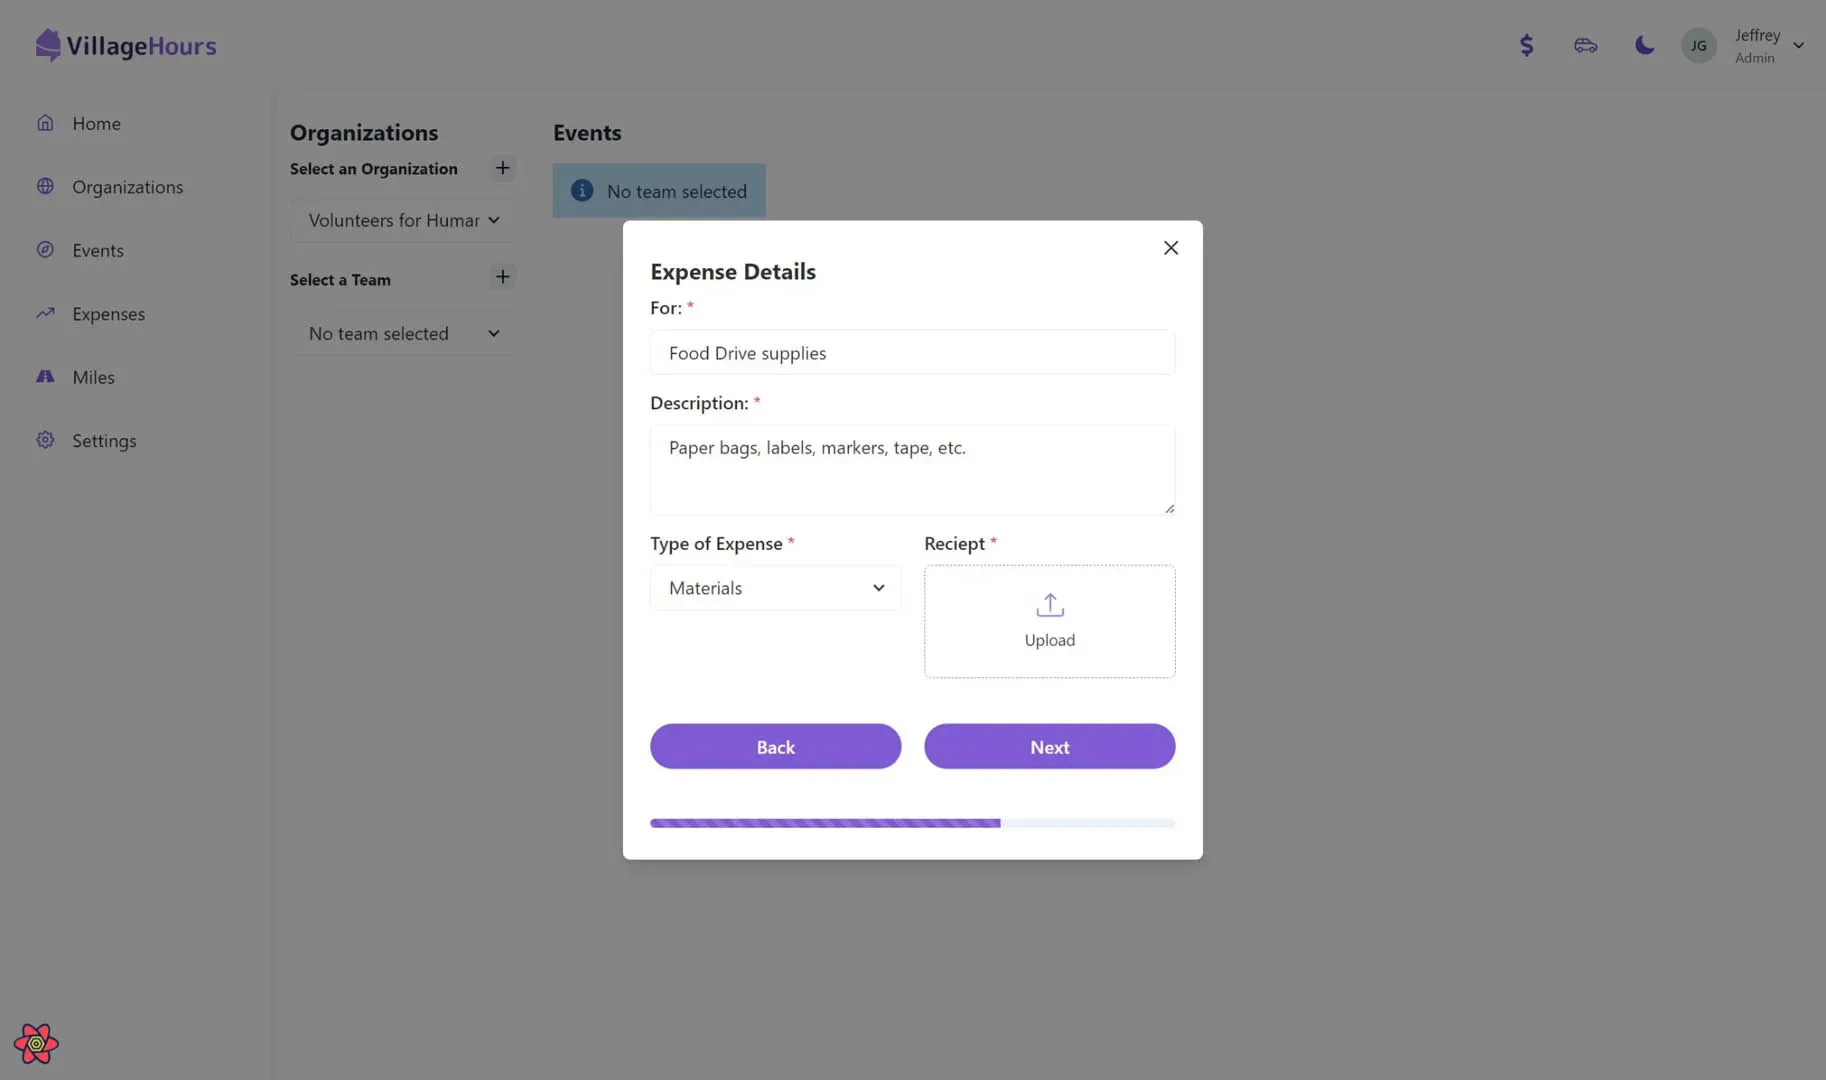 VillageHours
Jeffrey
Admin
JG
Home
Organizations
Events
Expenses
Miles
Settings
Organizations
Select an Organization
Volunteers for Humar
Select a Team
No team selected
Events
No team selected
Expense Details
For: *
Food Drive supplies
Description: *
Paper bags, labels, markers, tape, etc.
Type of Expense *
Materials
Reciept *
Upload
Back
Next